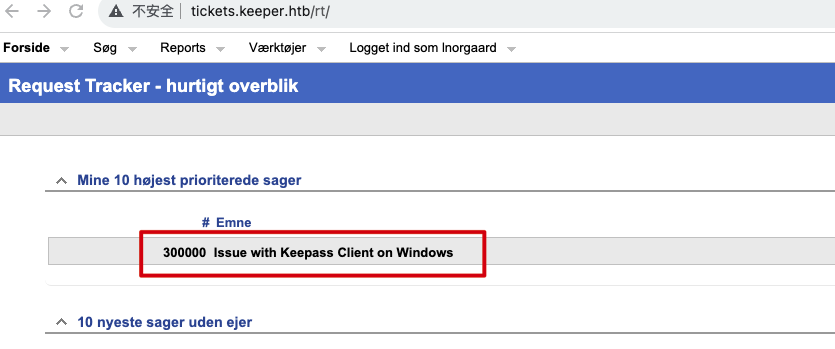 不安全 tickets.keeper.htb/rt/
Forside Søg Reports Værktøjer Logget ind som lnorgaard
Request Tracker - hurtigt overblik
Mine 10 højest prioriterede sager
# Emne
300000 Issue with Keepass Client on Windows
10 nyeste sager uden ejer